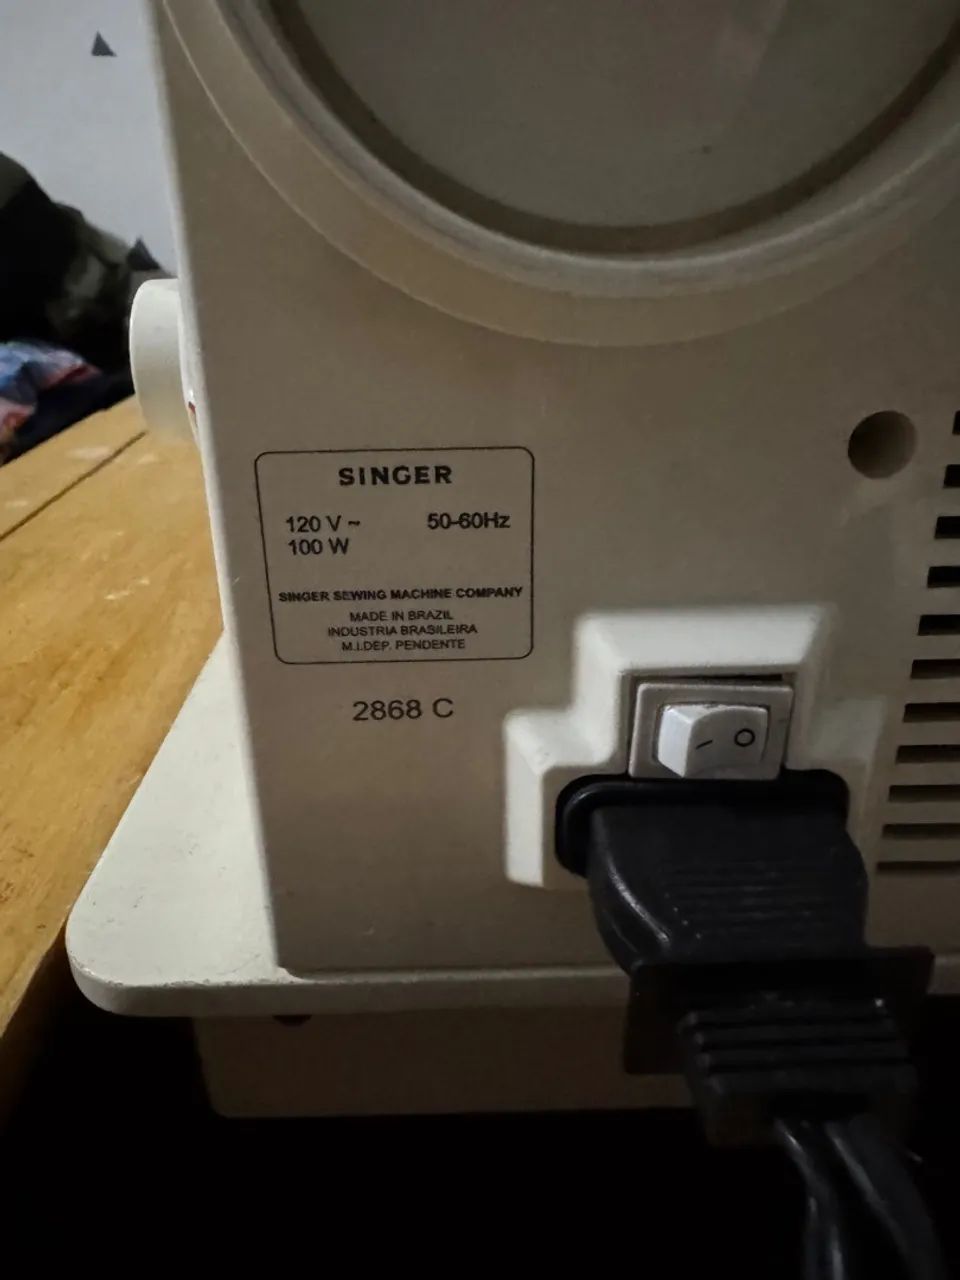 SINGER
120 V ~ 50-60Hz
100 W
SINGER SEWING MACHINE COMPANY
MADE IN BRAZIL
INDUSTRIA BRASILEIRA
M.I.DEP. PENDENTE
2868 C
– O